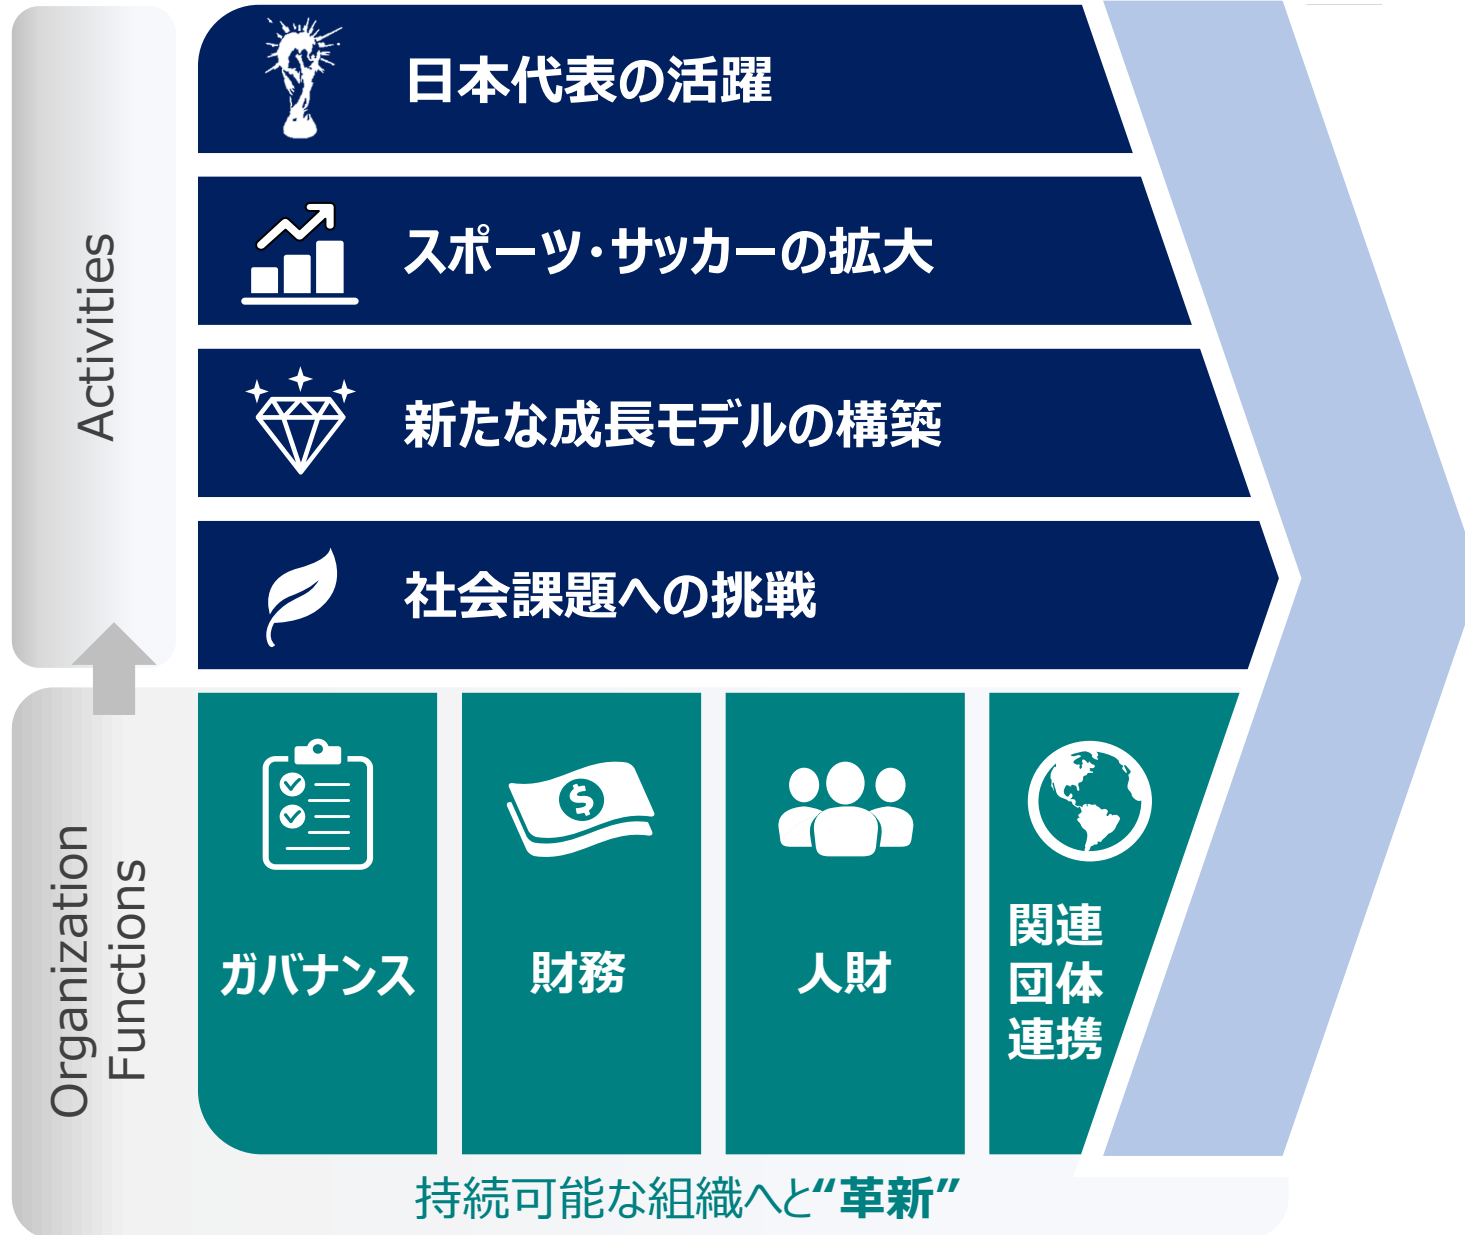 Activities
日本代表の活躍
スポーツ・サッカーの拡大
新たな成長モデルの構築
社会課題への挑戦
Organization
Functions
ガバナンス
$
財務
人財
関連
団体
連携
持続可能な組織へと“革新”